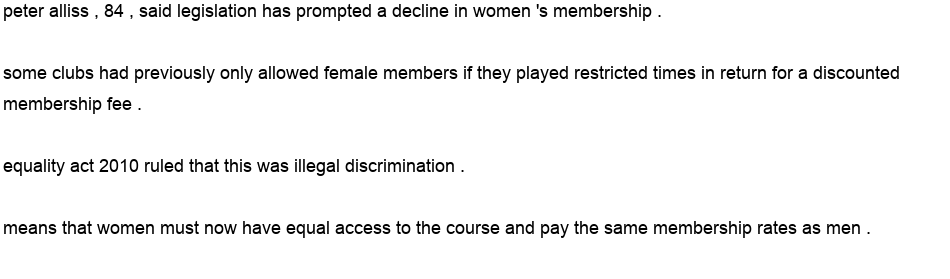 peter alliss , 84 , said legislation has prompted a decline in women 's membership .
some clubs had previously only allowed female members if they played restricted times in return for a discounted
membership fee .
equality act 2010 ruled that this was illegal discrimination .
means that women must now have equal access to the course and pay the same membership rates as men .